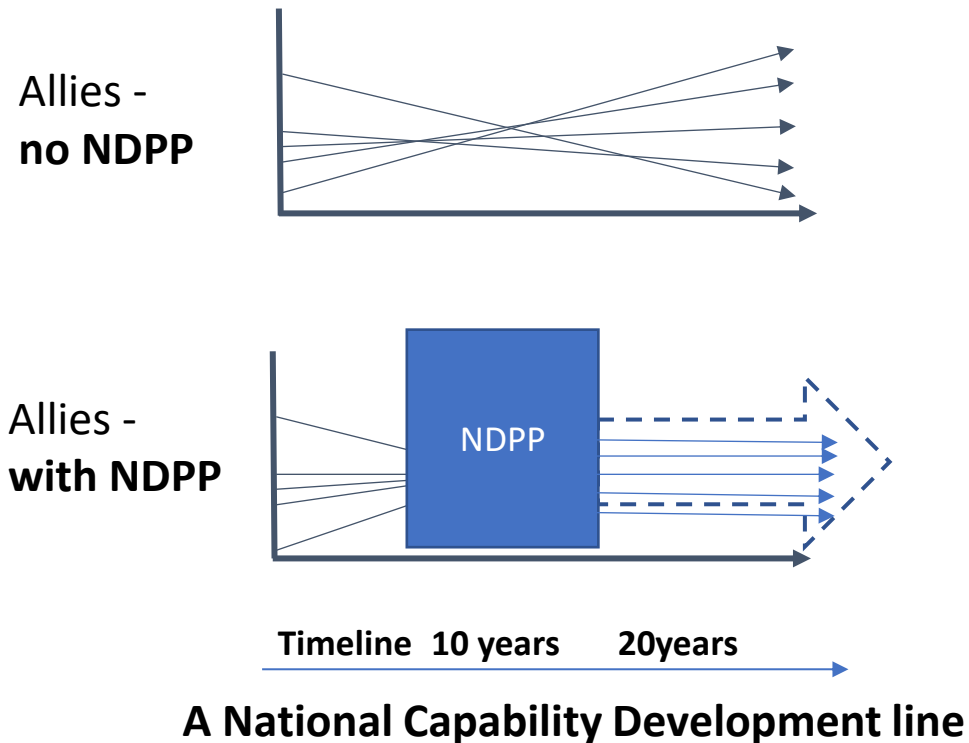 Allies -
no NDPP
Allies -
with NDPP
NDPP
Timeline 10 years 20years
A National Capability Development line